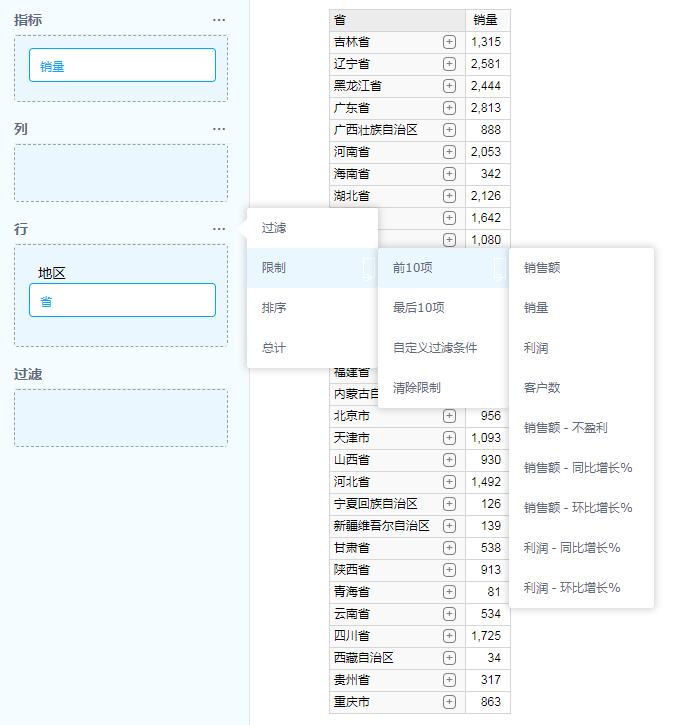 指标
销量
列
行
地区
省
过滤
过滤
限制
排序
总计
前10项
最后10项
自定义过滤条件
清除限制
销售额
销量
利润
客户数
销售额 - 不盈利
销售额 - 同比增长%
销售额 - 环比增长%
利润 - 同比增长%
利润 - 环比增长%
省 销量
吉林省 1,315
辽宁省 2,581
黑龙江省 2,444
广东省 2,813
广西壮族自治区 888
河南省 2,053
海南省 342
湖北省 2,126
1,642
1,080
福建省
内蒙古自
北京市 956
天津市 1,093
山西省 930
河北省 1,492
宁夏回族自治区 126
新疆维吾尔自治区 139
甘肃省 538
陕西省 913
青海省 81
云南省 534
四川省 1,725
西藏自治区 34
贵州省 317
重庆市 863